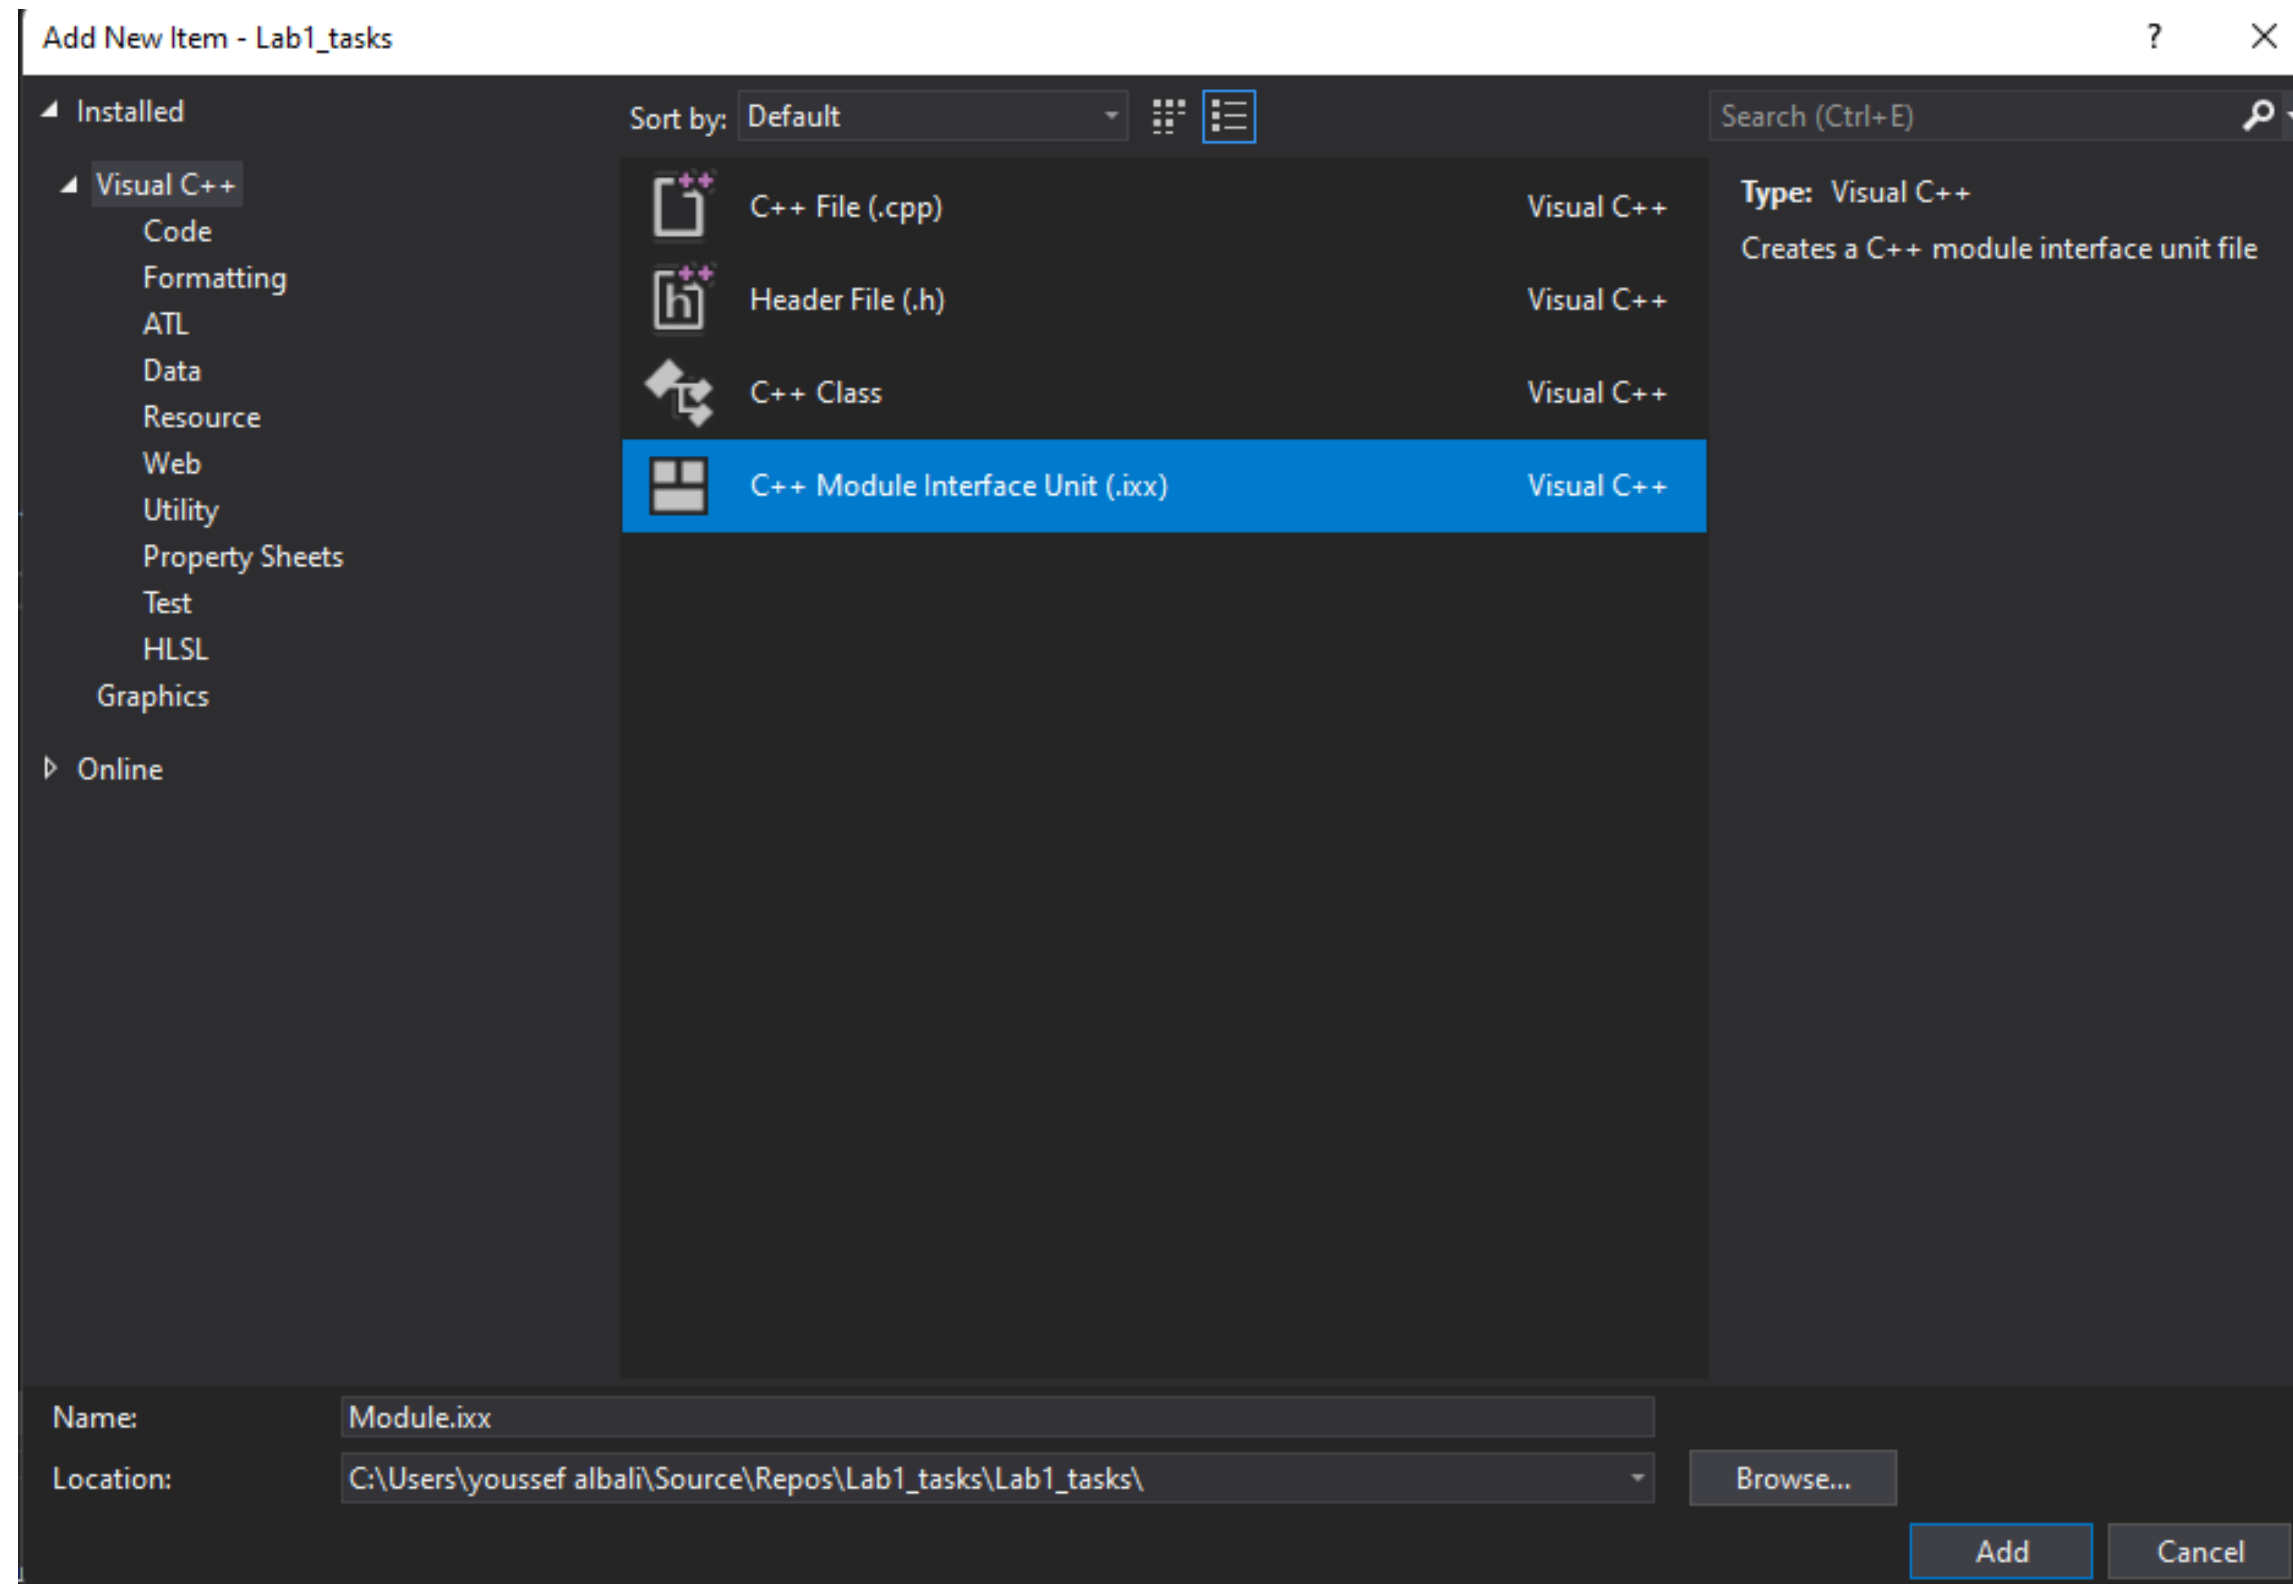 Add New Item - Lab1_tasks
?
Installed
Sort by: Default
Search (Ctrl+E)
Visual C++
Code
Formatting
ATL
Data
Resource
Web
Utility
Property Sheets
Test
HLSL
Graphics
Online
C++ File (.cpp) Visual C++
Header File (.h) Visual C++
C++ Class Visual C++
C++ Module Interface Unit (.ixx) Visual C++
Type: Visual C++
Creates a C++ module interface unit file
Name: Module.ixx
Location: C:\Users\youssef albali\Source\Repos\Lab1_tasks\Lab1_tasks\
Browse...
Add Cancel